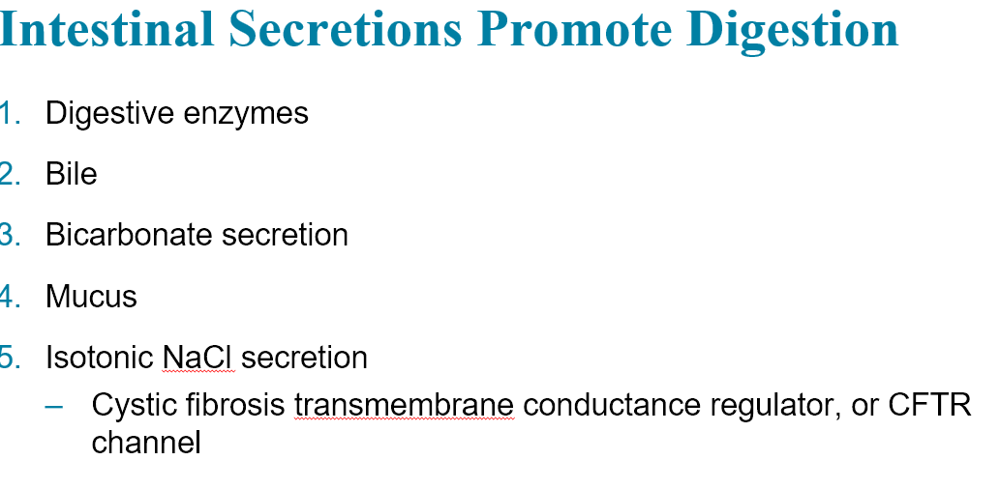 Intestinal Secretions Promote Digestion
1. Digestive enzymes
2. Bile
3. Bicarbonate secretion
4. Mucus
5. Isotonic NaCl secretion
– Cystic fibrosis transmembrane conductance regulator, or CFTR
channel